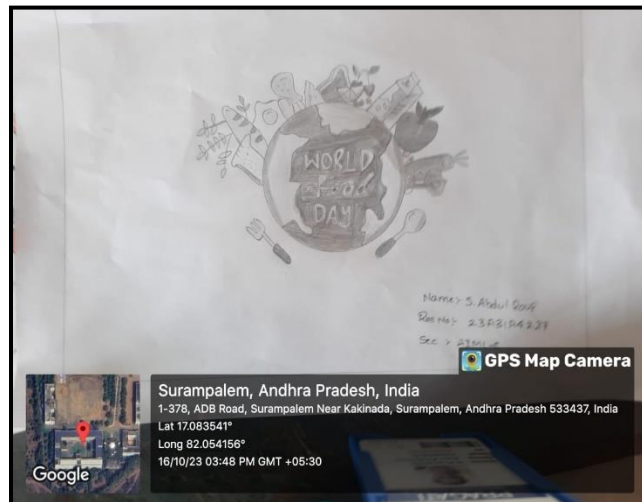 WORLD
Food
DAY
Name:- S. Abdul
Sec :-
GPS Map Camera
Surampalem, Andhra Pradesh, India
1-378, ADB Road, Surampalem Near Kakinada, Surampalem, Andhra Pradesh 533437, India
Lat 17.083541°
Long 82.054156°
16/10/23 03:48 PM GMT +05:30
Google